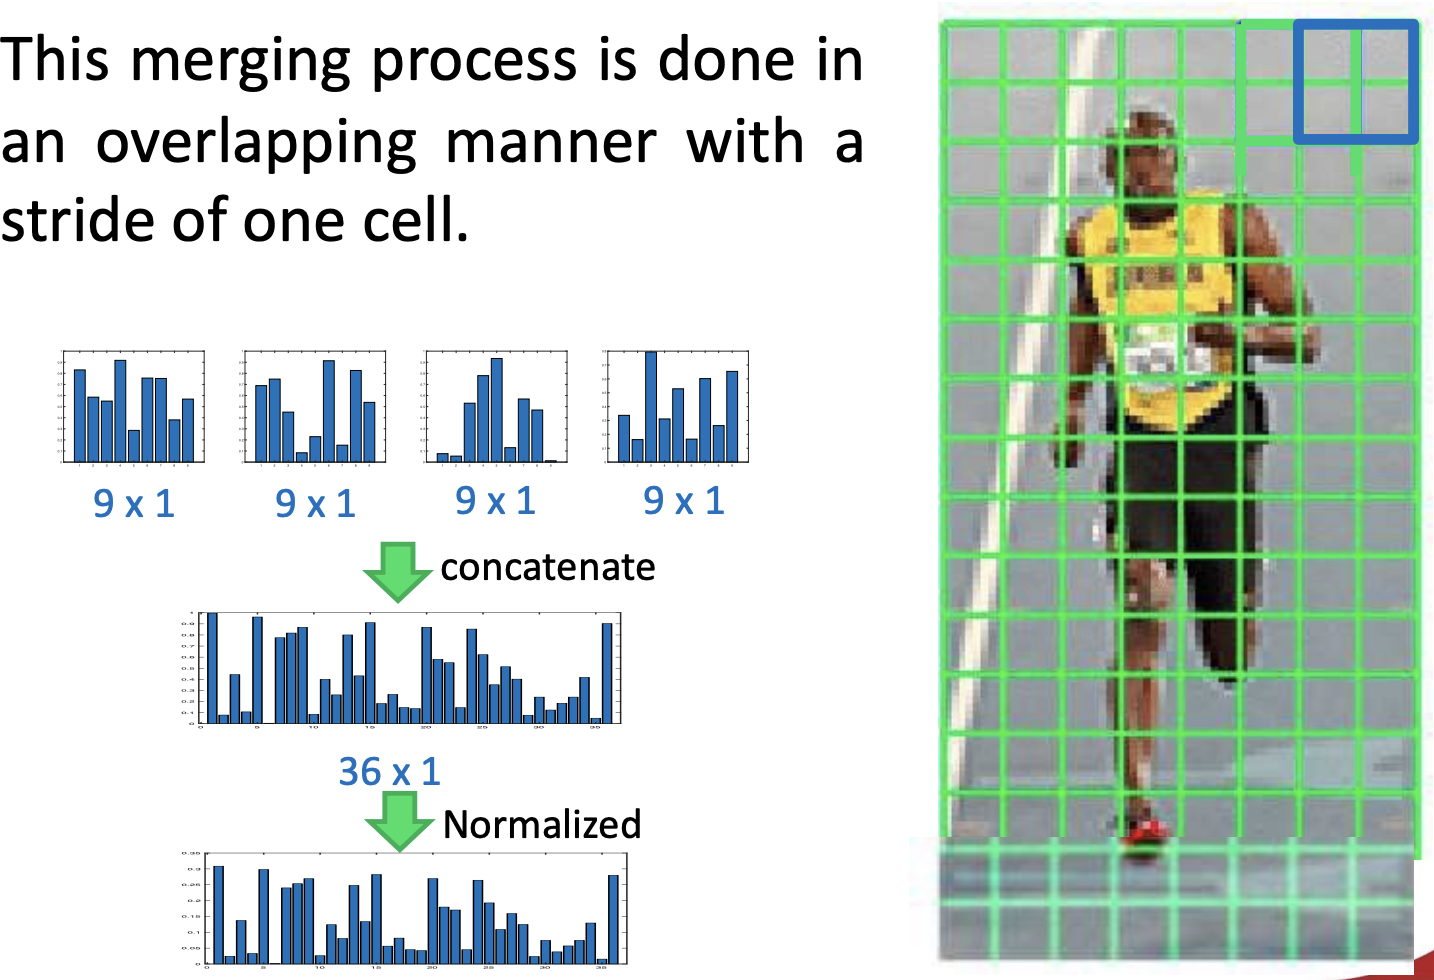 This merging process is done in
an overlapping manner with a
stride of one cell.
9 x 1
9 x 1
9 x 1
9 x 1
concatenate
36 x 1
Normalized